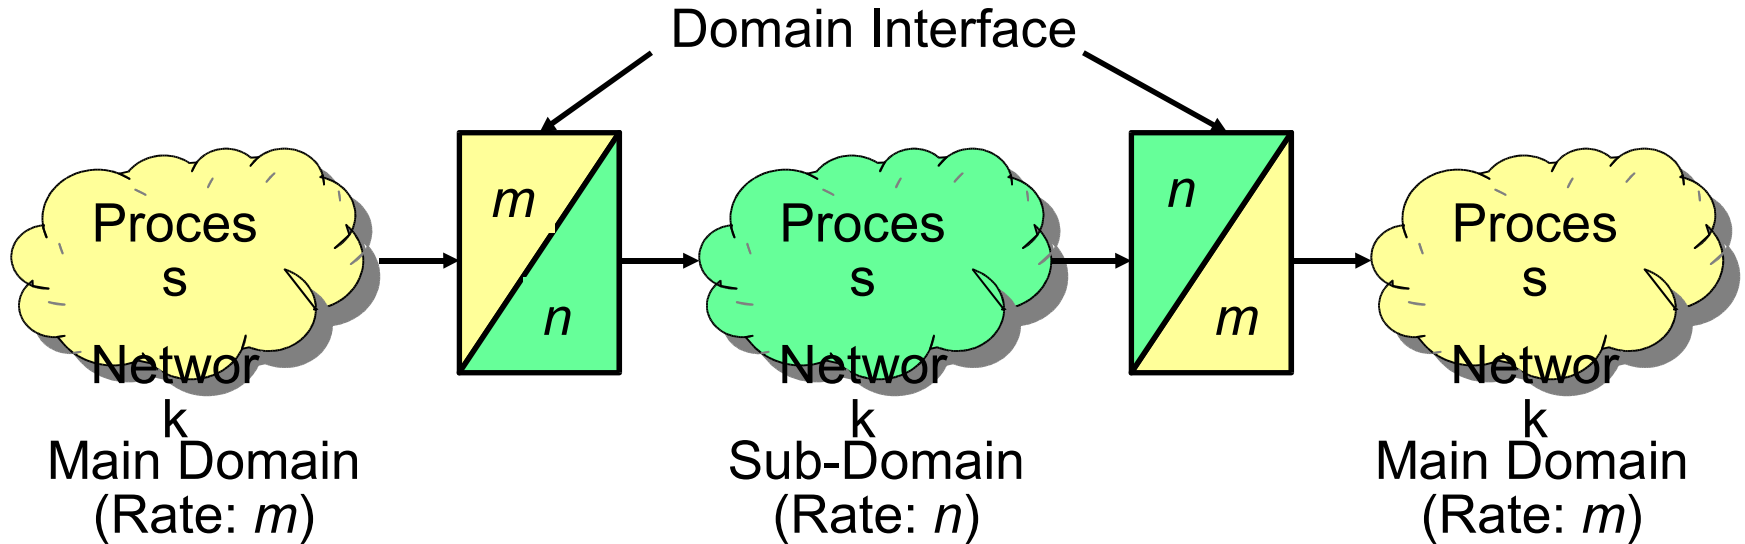 Domain Interface
m
n
n
m
Proces
s
Networ
k
Proces
s
Networ
k
Proces
s
Networ
k
Main Domain
(Rate: m)
Sub-Domain
(Rate: n)
Main Domain
(Rate: m)